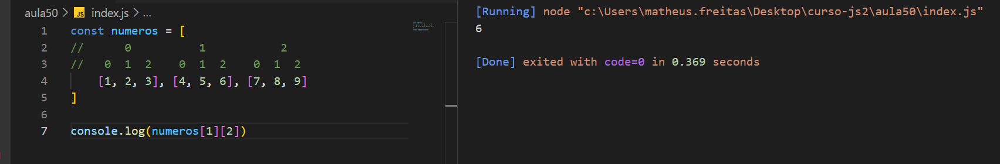 aula50 > JS index.js > ...
1 const numeros = [
2 //      0          1           2
3 //   0  1  2    0  1  2    0  1  2
4     [1, 2, 3], [4, 5, 6], [7, 8, 9]
5 ]
6
7 console.log(numeros[1][2])
[Running] node "c:\Users\matheus.freitas\Desktop\curso-js2\aula50\index.js"
6
[Done] exited with code=0 in 0.369 seconds